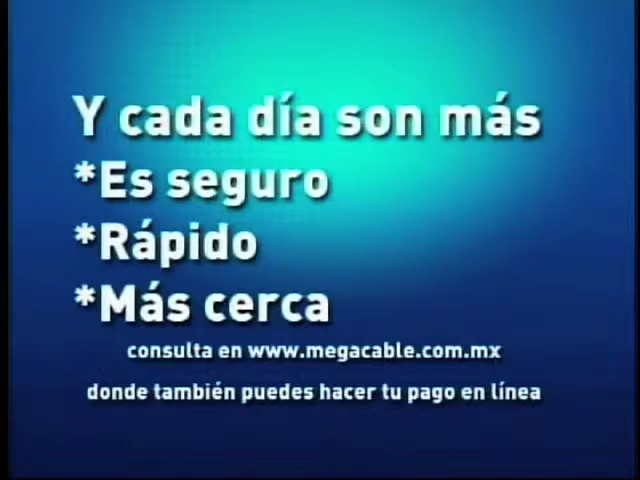 Y cada día son más
*Es seguro
*Rápido
*Más cerca
consulta en www.megacable.com.mx
donde también puedes hacer tu pago en línea